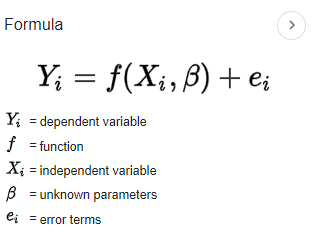 Formula
Yᵢ = f(Xᵢ, β) + eᵢ
Yᵢ = dependent variable
f = function
Xᵢ = independent variable
β = unknown parameters
eᵢ = error terms